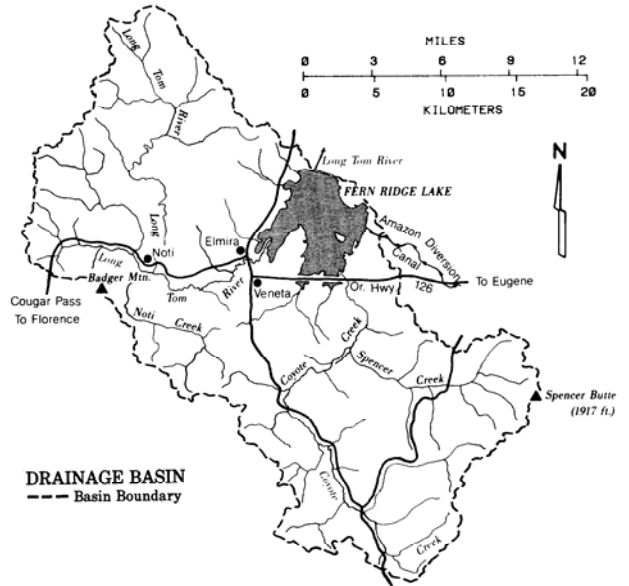 Long
Tom
River
MILES
0 3 6 9 12
0 5 10 15 20
KILOMETERS
N
Long Tom River
FERN RIDGE LAKE
Long
Noti
Elmira
Amazon Diversion
Canal
Long
Badger Mtn.
Tom
River
Veneta
Or. Hwy. 126
To Eugene
Cougar Pass
To Florence
Noti Creek
Creek
Coyote
Spencer
Creek
Spencer Butte
(1917 ft.)
DRAINAGE BASIN
Basin Boundary
Coyote
Creek